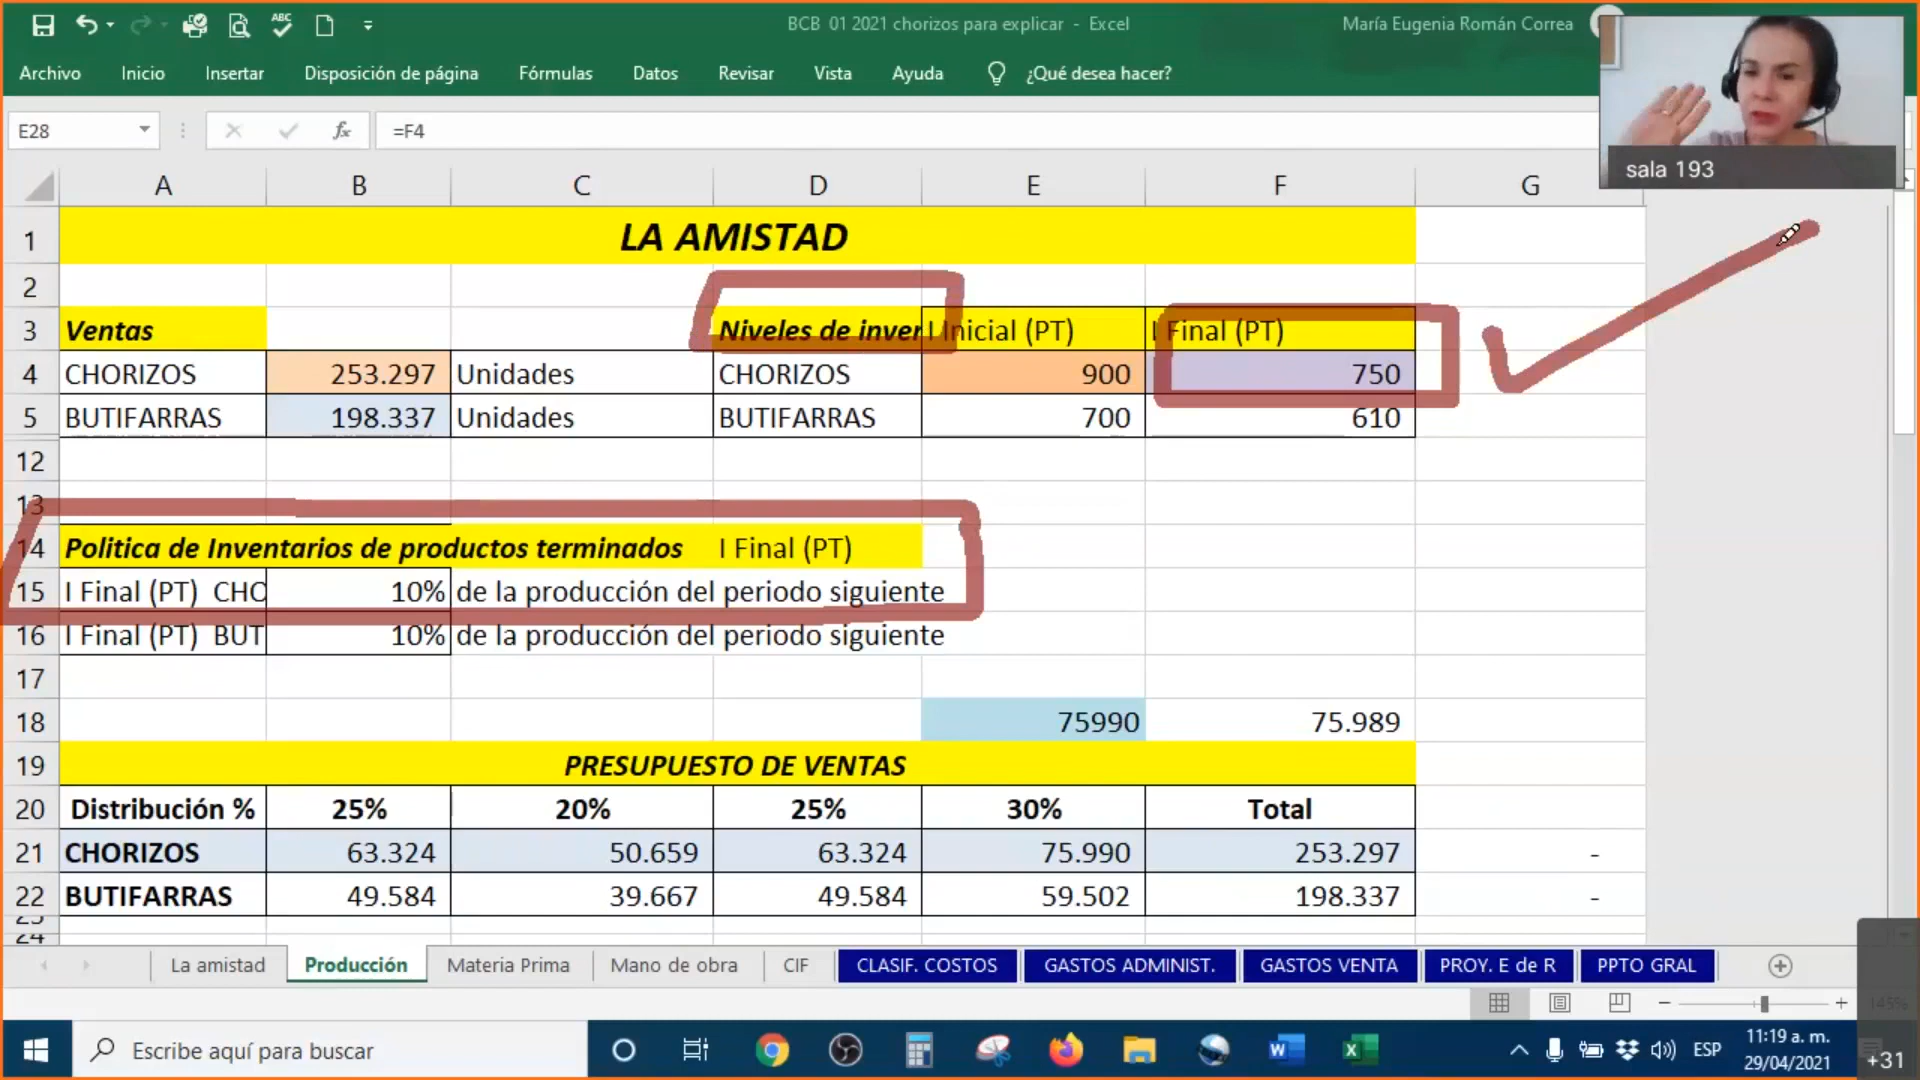 BCB 01 2021 chorizos para explicar - Excel
María Eugenia Román Correa
Archivo Inicio Insertar Disposición de página Fórmulas Datos Revisar Vista Ayuda ¿Qué desea hacer?
E28 fx =F4
sala 193
A B C D E F G
1 LA AMISTAD
2
3 Ventas Niveles de inver I Inicial (PT) I Final (PT)
4 CHORIZOS 253.297 Unidades CHORIZOS 900 750
5 BUTIFARRAS 198.337 Unidades BUTIFARRAS 700 610
12
13
14 Politica de Inventarios de productos terminados I Final (PT)
15 I Final (PT) CHO 10% de la producción del periodo siguiente
16 I Final (PT) BUT 10% de la producción del periodo siguiente
17
18 75990 75.989
19 PRESUPUESTO DE VENTAS
20 Distribución % 25% 20% 25% 30% Total
21 CHORIZOS 63.324 50.659 63.324 75.990 253.297 -
22 BUTIFARRAS 49.584 39.667 49.584 59.502 198.337 -
23
24
La amistad Producción Materia Prima Mano de obra CIF CLASIF. COSTOS GASTOS ADMINIST. GASTOS VENTA PROY. E de R PPTO GRAL
145%
Escribe aquí para buscar
ESP
11:19 a. m.
29/04/2021
+31